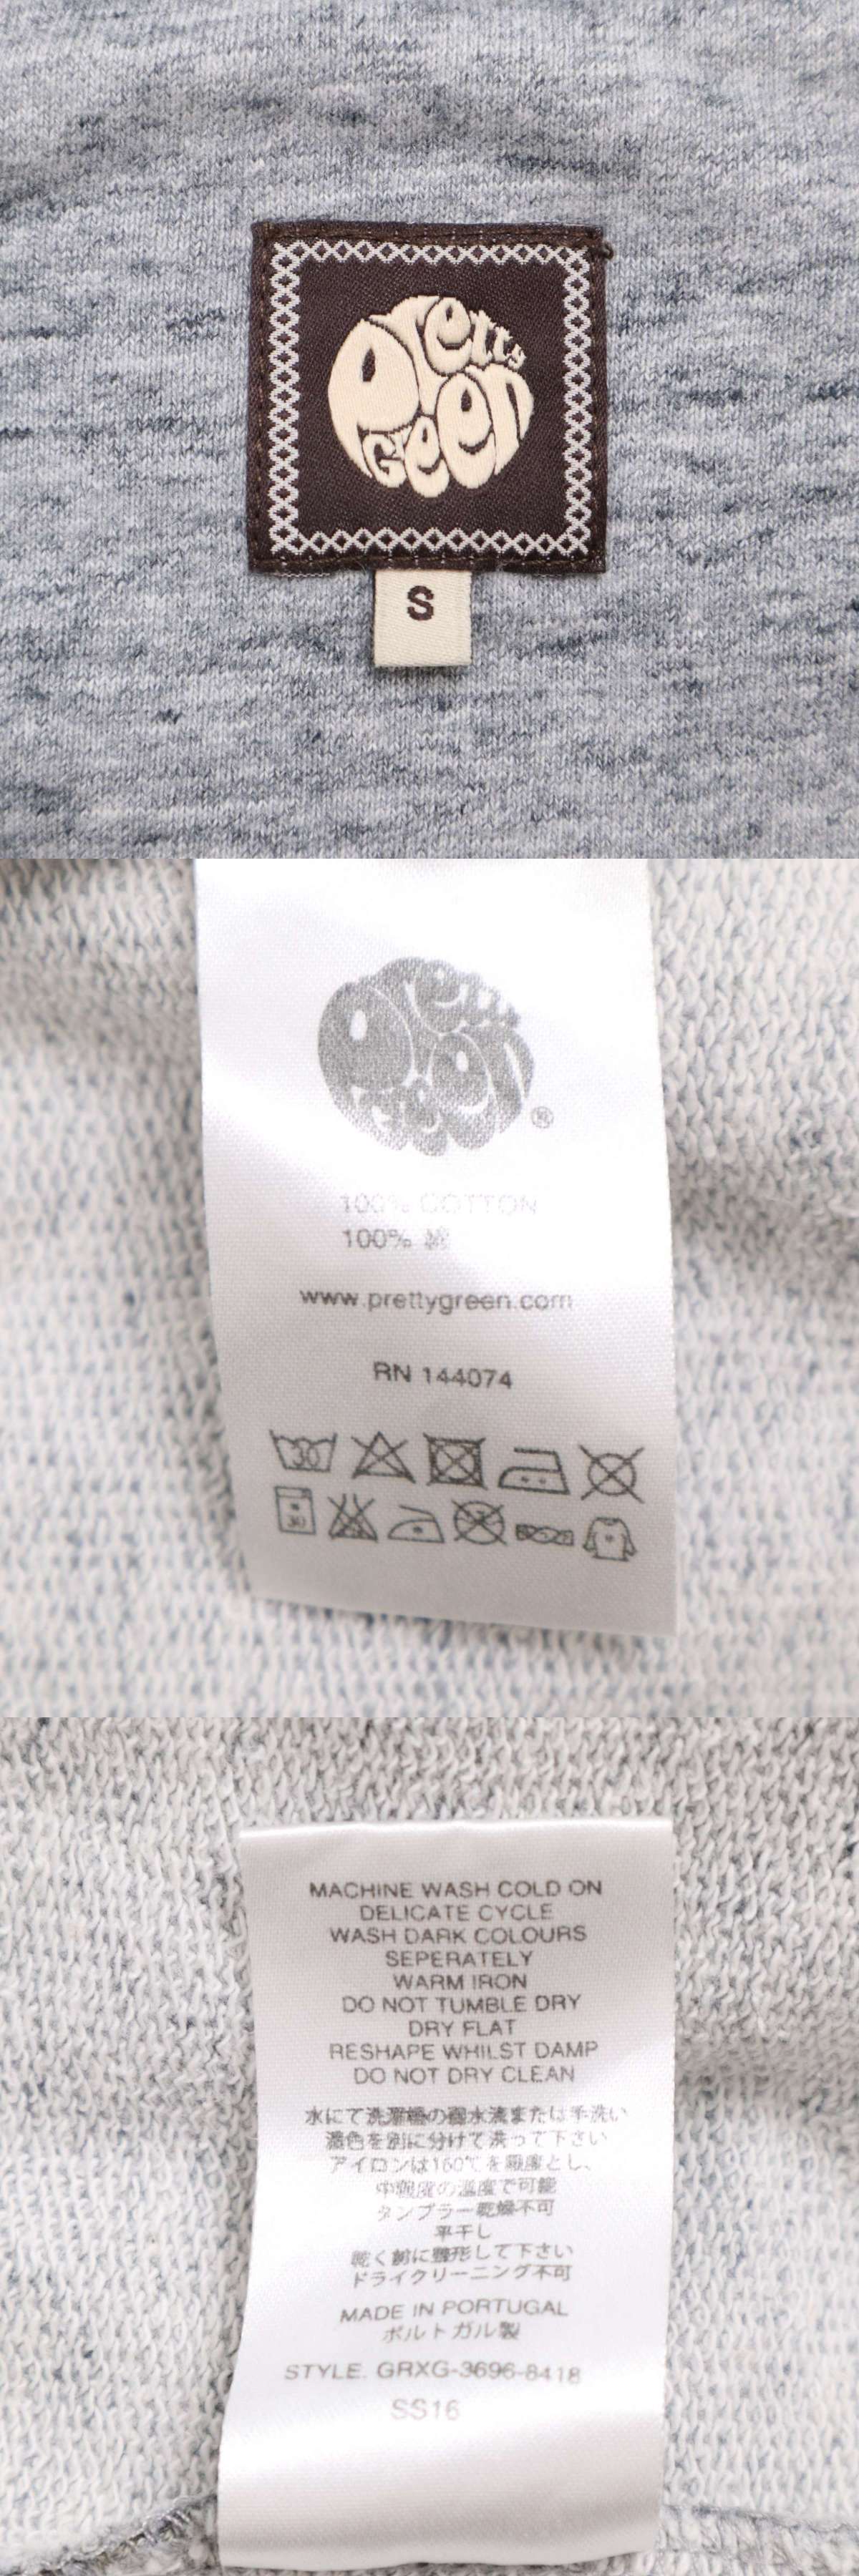 Pretty
Green
S
Pretty
Green
®
100% COTTON
100% 綿
www.prettygreen.com
RN 144074
30
30
MACHINE WASH COLD ON
DELICATE CYCLE
WASH DARK COLOURS
SEPERATELY
WARM IRON
DO NOT TUMBLE DRY
DRY FLAT
RESHAPE WHILST DAMP
DO NOT DRY CLEAN
水にて洗濯機の弱水流または手洗い
濃色を別に分けて洗って下さい
アイロンは160℃を限度とし、
中程度の温度で可能
タンブラー乾燥不可
平干し
乾く前に整形して下さい
ドライクリーニング不可
MADE IN PORTUGAL
ポルトガル製
STYLE. GRXG-3696-8418
SS16